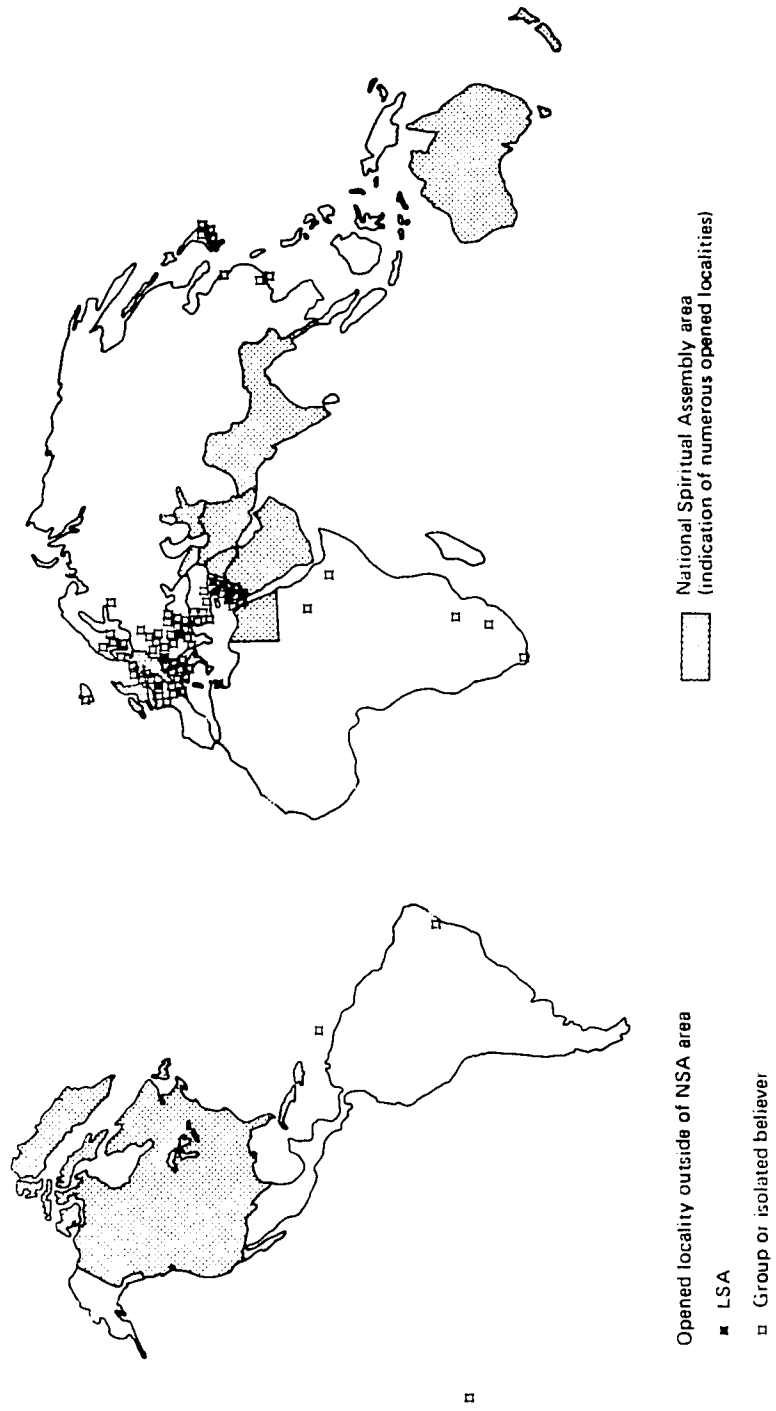 Opened locality outside of NSA area
LSA
Group or isolated believer
National Spiritual Assembly area
(indication of numerous opened localities)